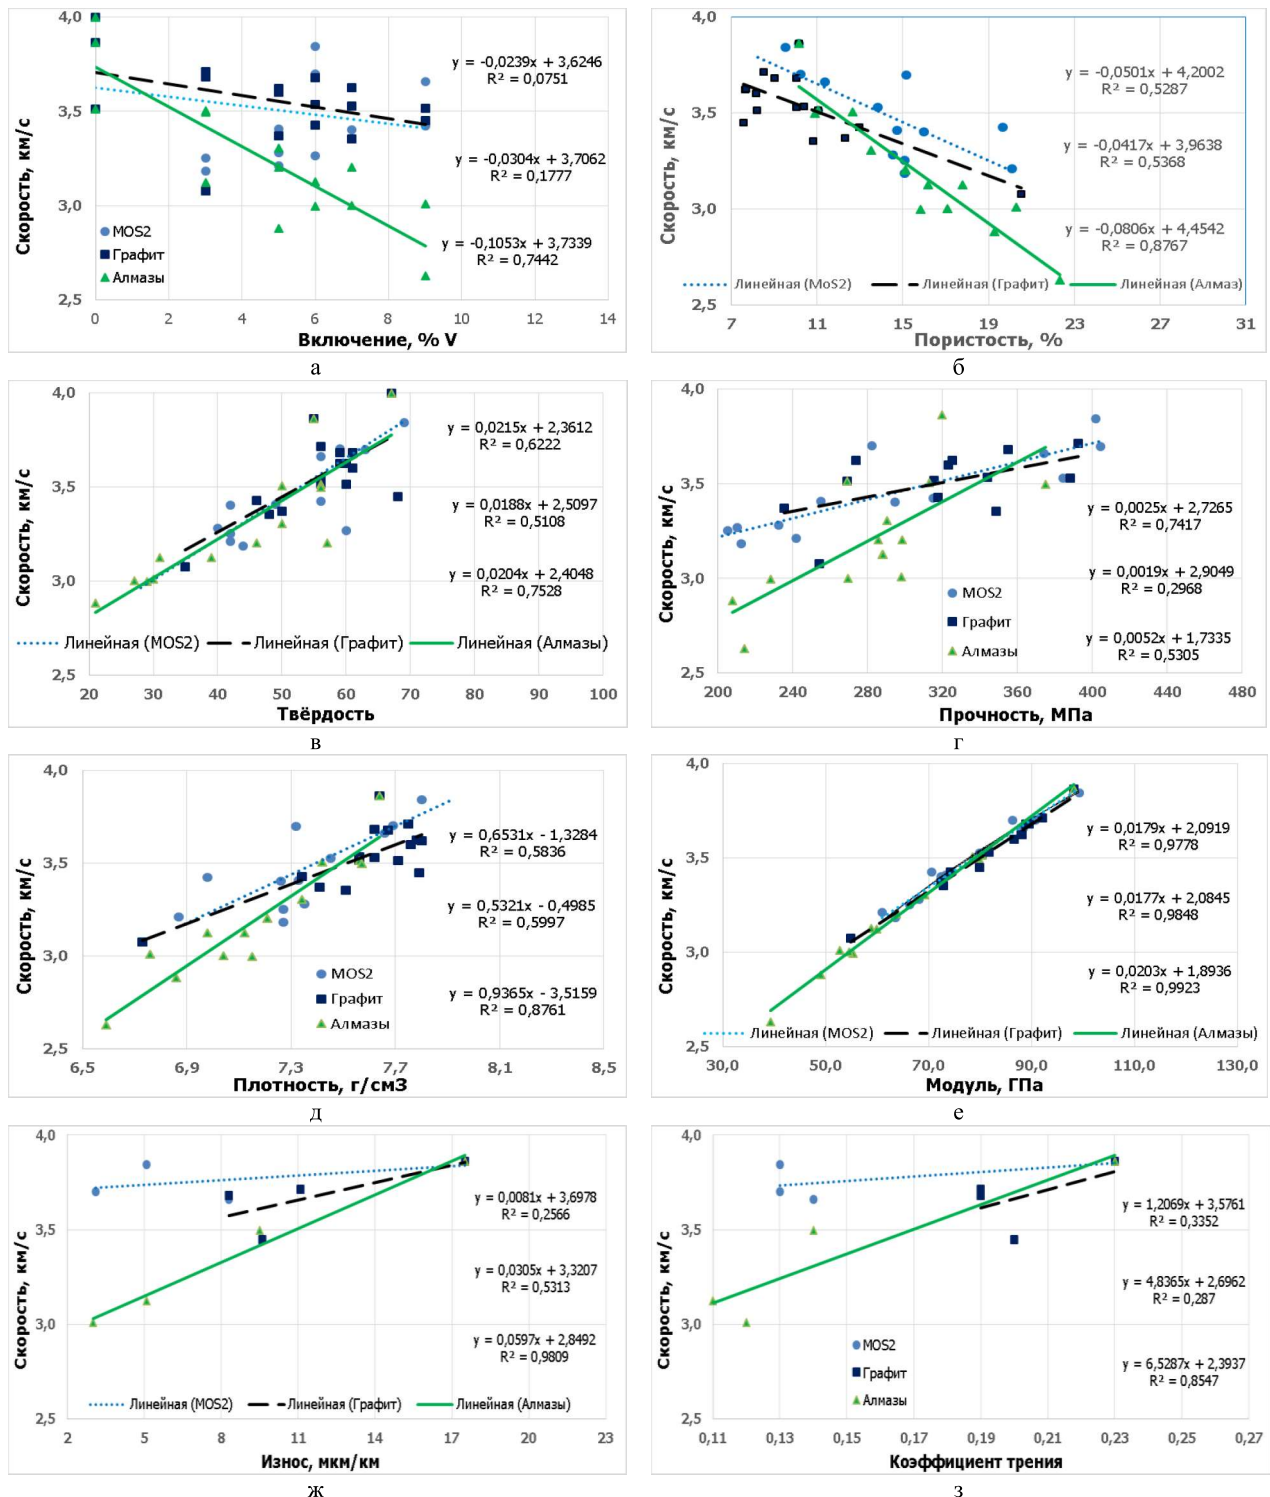 4,0
3,5
3,0
2,5
Скорость, км/с
y = -0,0239x + 3,6246
R² = 0,0751
y = -0,0304x + 3,7062
R² = 0,1777
y = -0,1053x + 3,7339
R² = 0,7442
MOS2
Графит
Алмазы
0 2 4 6 8 10 12 14
Включение, % V
а
4,0
3,5
3,0
2,5
Скорость, км/с
y = -0,0501x + 4,2002
R² = 0,5287
y = -0,0417x + 3,9638
R² = 0,5368
y = -0,0806x + 4,4542
R² = 0,8767
Линейная (MoS2) Линейная (Графит) Линейная (Алмаз)
7 11 15 19 23 27 31
Пористость, %
б
4,0
3,5
3,0
2,5
Скорость, км/с
y = 0,0215x + 2,3612
R² = 0,6222
y = 0,0188x + 2,5097
R² = 0,5108
y = 0,0204x + 2,4048
R² = 0,7528
Линейная (MOS2) Линейная (Графит) Линейная (Алмазы)
20 30 40 50 60 70 80 90 100
Твёрдость
в
4,0
3,5
3,0
2,5
Скорость, км/с
y = 0,0025x + 2,7265
R² = 0,7417
y = 0,0019x + 2,9049
R² = 0,2968
y = 0,0052x + 1,7335
R² = 0,5305
MOS2
Графит
Алмазы
200 240 280 320 360 400 440 480
Прочность, МПа
г
4,0
3,5
3,0
2,5
Скорость, км/с
y = 0,6531x - 1,3284
R² = 0,5836
y = 0,5321x - 0,4985
R² = 0,5997
y = 0,9365x - 3,5159
R² = 0,8761
MOS2
Графит
Алмазы
6,5 6,9 7,3 7,7 8,1 8,5
Плотность, г/см3
д
4,0
3,5
3,0
2,5
Скорость, км/с
y = 0,0179x + 2,0919
R² = 0,9778
y = 0,0177x + 2,0845
R² = 0,9848
y = 0,0203x + 1,8936
R² = 0,9923
Линейная (MOS2) Линейная (Графит) Линейная (Алмазы)
30,0 50,0 70,0 90,0 110,0 130,0
Модуль, ГПа
е
4,0
3,5
3,0
2,5
Скорость, км/с
y = 0,0081x + 3,6978
R² = 0,2566
y = 0,0305x + 3,3207
R² = 0,5313
y = 0,0597x + 2,8492
R² = 0,9809
Линейная (MOS2) Линейная (Графит) Линейная (Алмазы)
2 5 8 11 14 17 20 23
Износ, мкм/км
ж
4,0
3,5
3,0
2,5
Скорость, км/с
y = 1,2069x + 3,5761
R² = 0,3352
y = 4,8365x + 2,6962
R² = 0,287
y = 6,5287x + 2,3937
R² = 0,8547
MOS2
Графит
Алмазы
0,11 0,13 0,15 0,17 0,19 0,21 0,23 0,25 0,27
Коэффициент трения
з